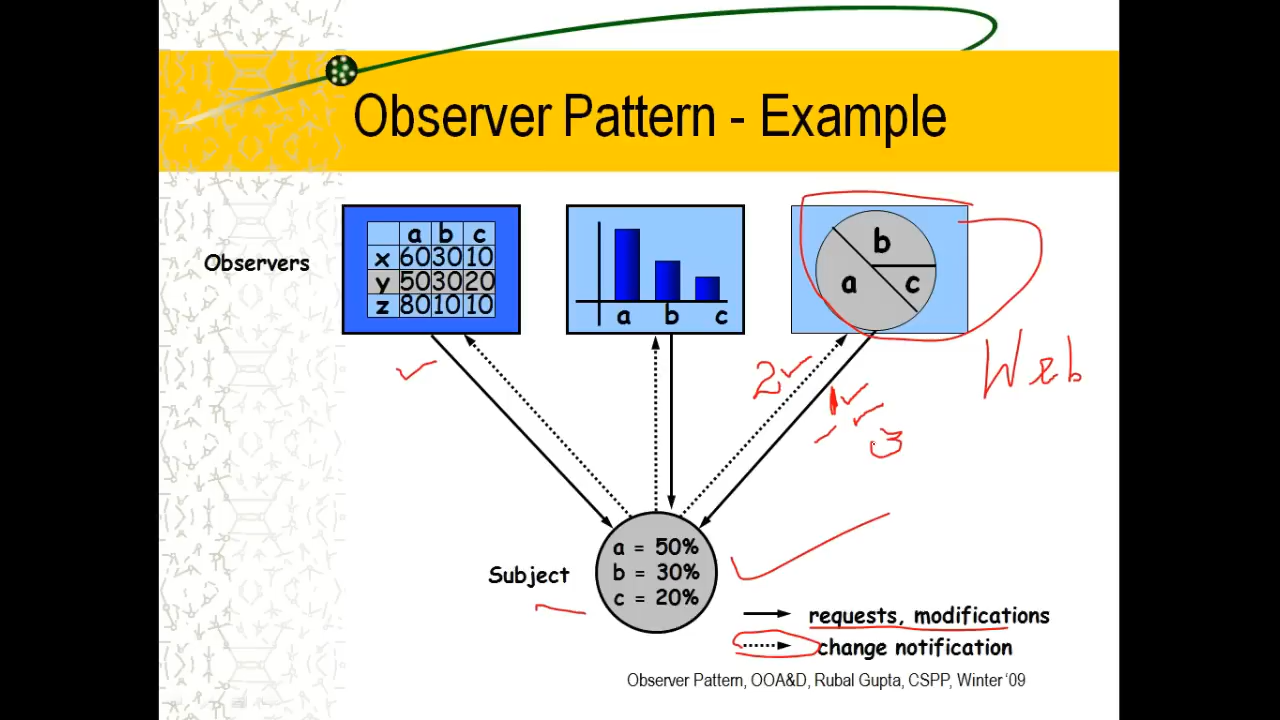 Observer Pattern - Example
Observers
a b c
x 60 30 10
y 50 30 20
z 80 10 10
a b c
b
a c
Web
2
1
3
a = 50%
b = 30%
c = 20%
Subject
requests, modifications
change notification
Observer Pattern, OOA&D, Rubal Gupta, CSPP, Winter ‘09